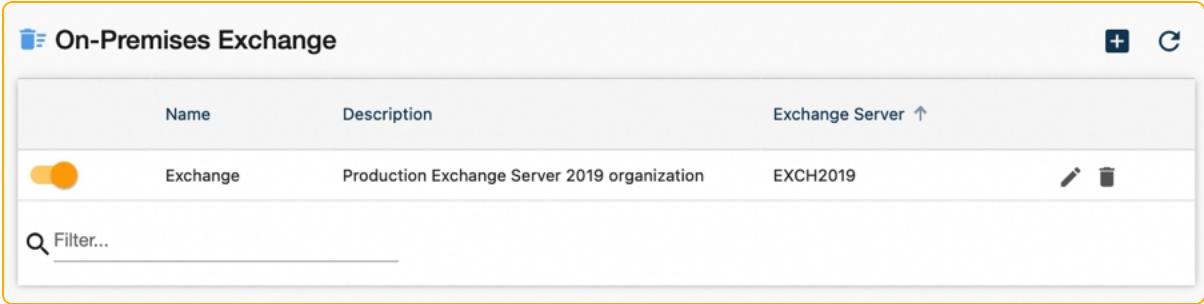 On-Premises Exchange
Name Description Exchange Server
Exchange Production Exchange Server 2019 organization EXCH2019
Filter...